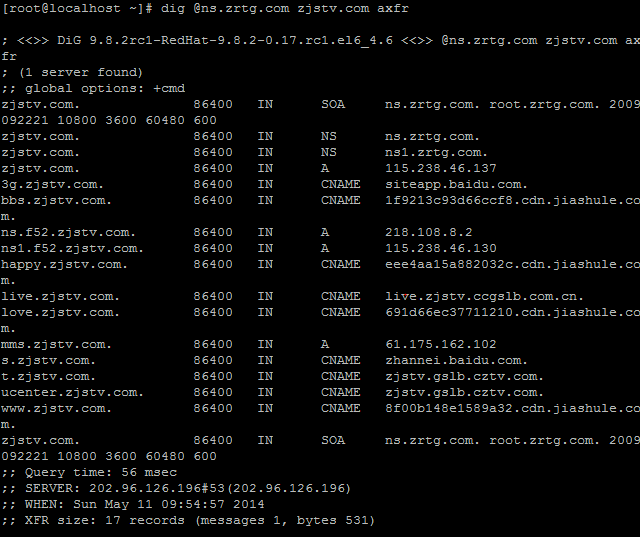 [root@localhost ~]# dig @ns.zrtg.com zjstv.com axfr
; <<>> DiG 9.8.2rc1-RedHat-9.8.2-0.17.rc1.el6_4.6 <<>> @ns.zrtg.com zjstv.com ax
fr
; (1 server found)
;; global options: +cmd
zjstv.com. 86400 IN SOA ns.zrtg.com. root.zrtg.com. 2009
092221 10800 3600 60480 600
zjstv.com. 86400 IN NS ns.zrtg.com.
zjstv.com. 86400 IN NS ns1.zrtg.com.
zjstv.com. 86400 IN A 115.238.46.137
3g.zjstv.com. 86400 IN CNAME siteapp.baidu.com.
bbs.zjstv.com. 86400 IN CNAME 1f9213c93d66ccf8.cdn.jiashule.co
m.
ns.f52.zjstv.com. 86400 IN A 218.108.8.2
ns1.f52.zjstv.com. 86400 IN A 115.238.46.130
happy.zjstv.com. 86400 IN CNAME eee4aa15a882032c.cdn.jiashule.co
m.
live.zjstv.com. 86400 IN CNAME live.zjstv.ccgslb.com.cn.
love.zjstv.com. 86400 IN CNAME 691d66ec37711210.cdn.jiashule.co
m.
mms.zjstv.com. 86400 IN A 61.175.162.102
s.zjstv.com. 86400 IN CNAME zhannei.baidu.com.
t.zjstv.com. 86400 IN CNAME zjstv.gslb.cztv.com.
ucenter.zjstv.com. 86400 IN CNAME zjstv.gslb.cztv.com.
www.zjstv.com. 86400 IN CNAME 8f00b148e1589a32.cdn.jiashule.co
m.
zjstv.com. 86400 IN SOA ns.zrtg.com. root.zrtg.com. 2009
092221 10800 3600 60480 600
;; Query time: 56 msec
;; SERVER: 202.96.126.196#53(202.96.126.196)
;; WHEN: Sun May 11 09:54:57 2014
;; XFR size: 17 records (messages 1, bytes 531)